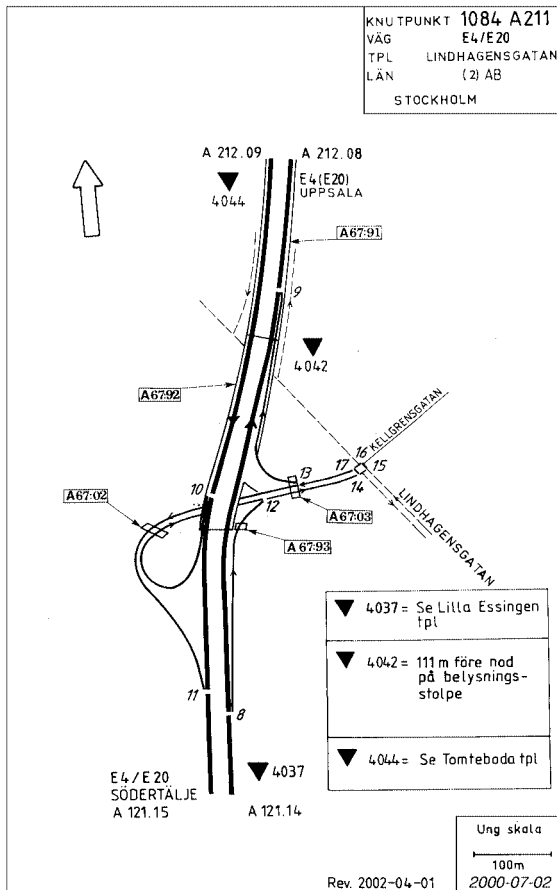 KNUTPUNKT 1084 A211
VÄG E4/E20
TPL LINDHAGENSGATAN
LÄN (2) AB
STOCKHOLM
A 212.09 A 212.08
E4(E20)
UPPSALA
4044
A67:91
9
4042
A67:92
KELLGRENSGATAN
16
17 15
14
13
10
12
A67:02
A67:03
LINDHAGENSGATAN
A 67:93
11
8
4037
E4/E20
SÖDERTÄLJE
A 121.15 A 121.14
4037= Se Lilla Essingen
tpl
4042= 111 m före nod
på belysnings-
stolpe
4044= Se Tomteboda tpl
Ung skala
100m
Rev. 2002-04-01 2000-07-02